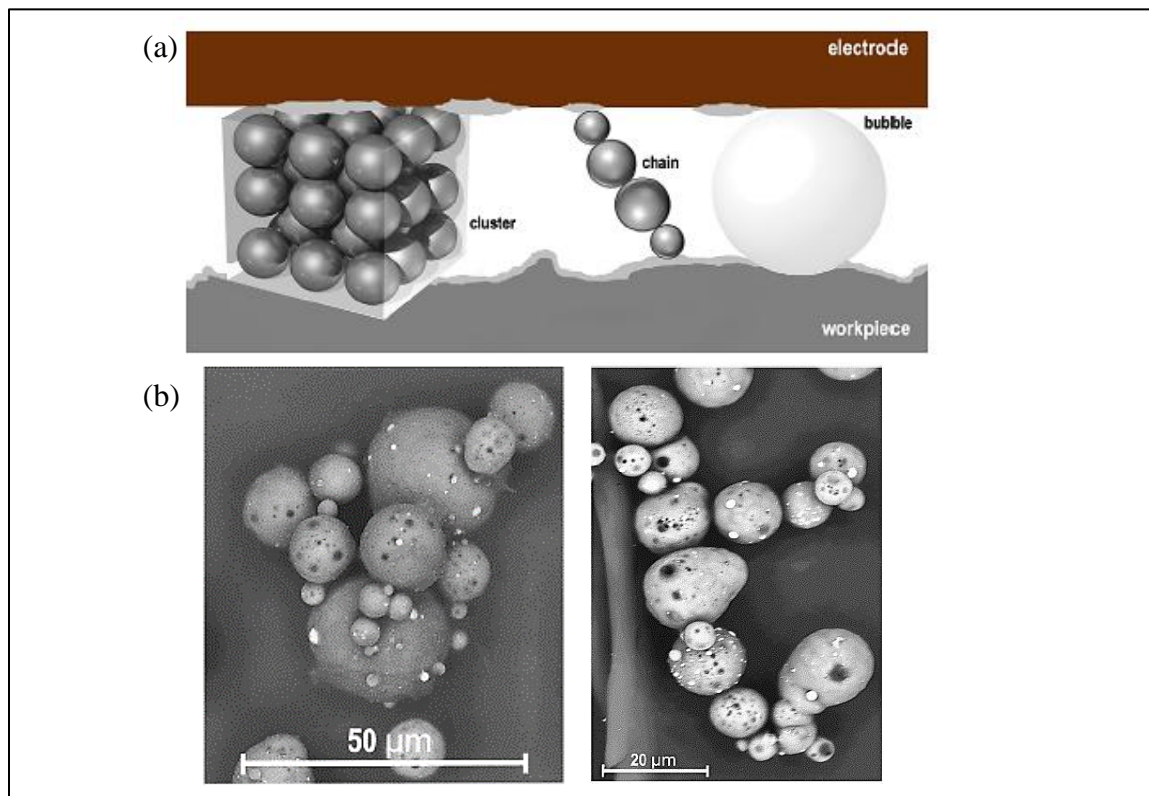 (a)
electrode
bubble
chain
cluster
workpiece
(b)
50 μm
20 μm